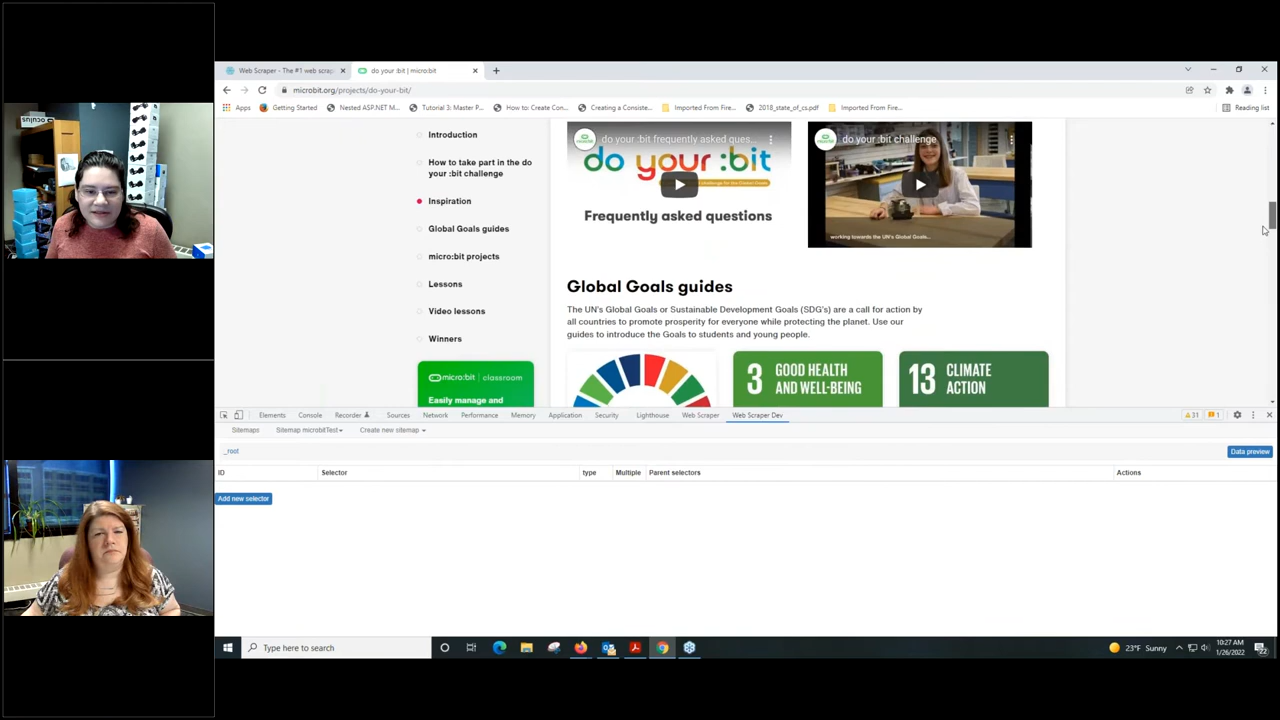 Web Scraper - The #1 web scrap
do your :bit | micro:bit
microbit.org/projects/do-your-bit/
Apps
Getting Started
Nested ASP.NET M...
Tutorial 3: Master P...
How to: Create Con...
Creating a Consiste...
Imported From Fire...
2018_state_of_cs.pdf
Imported From Fire...
Reading list
Introduction
How to take part in the do
your :bit challenge
Inspiration
Global Goals guides
micro:bit projects
Lessons
Video lessons
Winners
micro:bit | classroom
Easily manage and
do your :bit frequently asked ques...
do your :bit
Frequently asked questions
do your :bit challenge
working towards the UN's Global Goals...
Global Goals guides
The UN's Global Goals or Sustainable Development Goals (SDG's) are a call for action by
all countries to promote prosperity for everyone while protecting the planet. Use our
guides to introduce the Goals to students and young people.
3 GOOD HEALTH
AND WELL-BEING
13 CLIMATE
ACTION
Elements
Console
Recorder
Sources
Network
Performance
Memory
Application
Security
Lighthouse
Web Scraper
Web Scraper Dev
31
1
Sitemaps
Sitemap microbitTest
Create new sitemap
_root
Data preview
ID
Selector
type
Multiple
Parent selectors
Actions
Add new selector
Type here to search
23°F Sunny
10:27 AM
1/26/2022
22